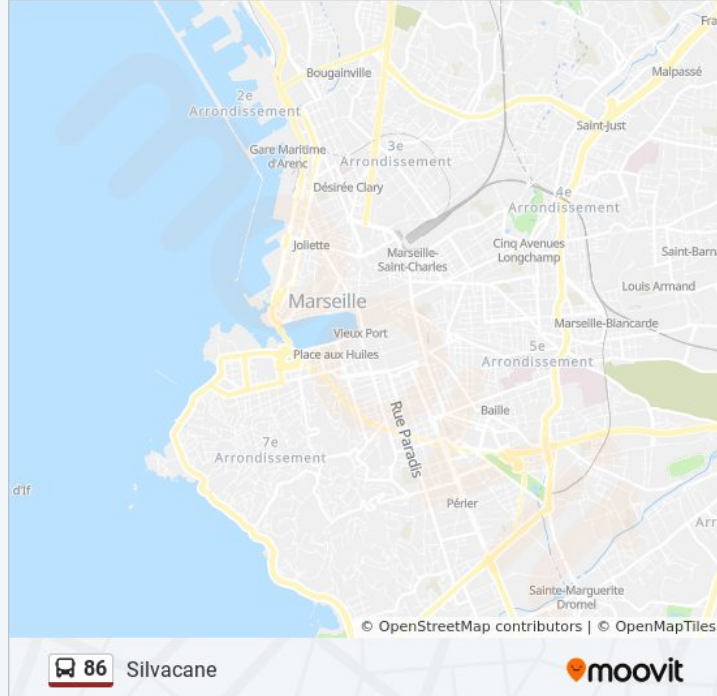 Fra
Bougainville
Malpassé
2e
Arrondissement
Saint-Just
Gare Maritime
d'Arenc
3e
Arrondissement
Désirée Clary
4e
Arrondissement
Joliette
Marseille-
Saint-Charles
Cinq Avenues
Longchamp
Saint-Barn
Louis Armand
Marseille
Marseille-Blancarde
Vieux Port
Place aux Huiles
5e
Arrondissement
Rue Paradis
Baille
7e
Arrondissement
d'If
Périer
Arr
Sainte-Marguerite
Dromel
© OpenStreetMap contributors | © OpenMapTiles
86 Silvacane
moovit